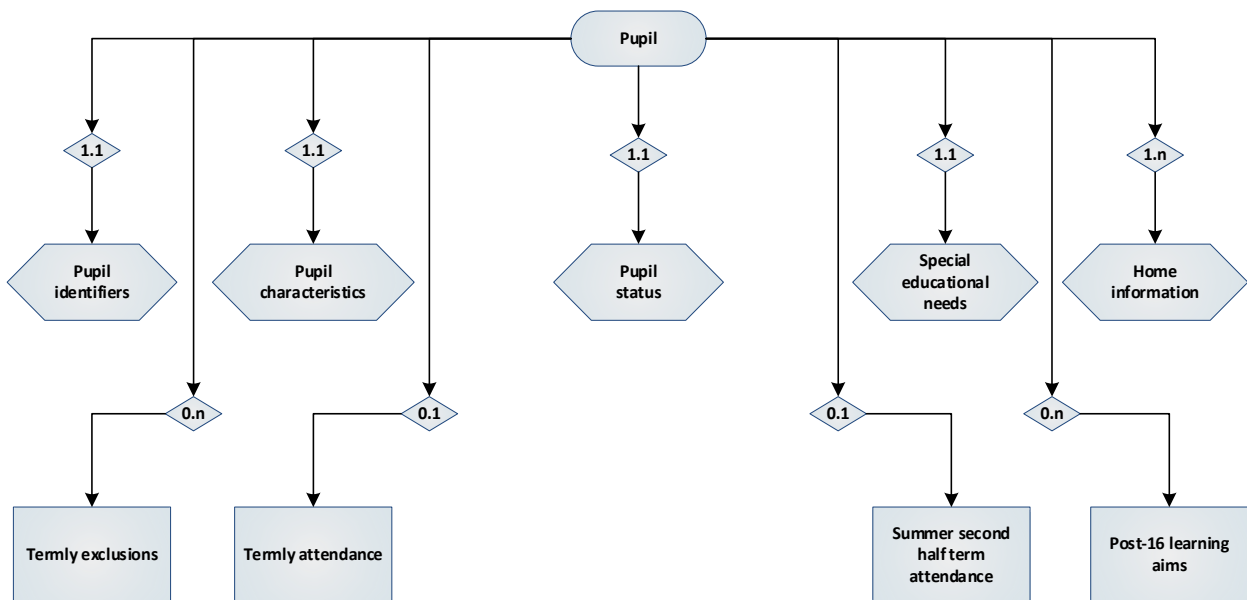 Pupil
1.1
1.1
1.1
1.1
1.n
Pupil
identifiers
Pupil
characteristics
Pupil
status
Special
educational
needs
Home
information
0.n
0.1
0.1
0.n
Termly exclusions
Termly attendance
Summer second
half term
attendance
Post-16 learning
aims